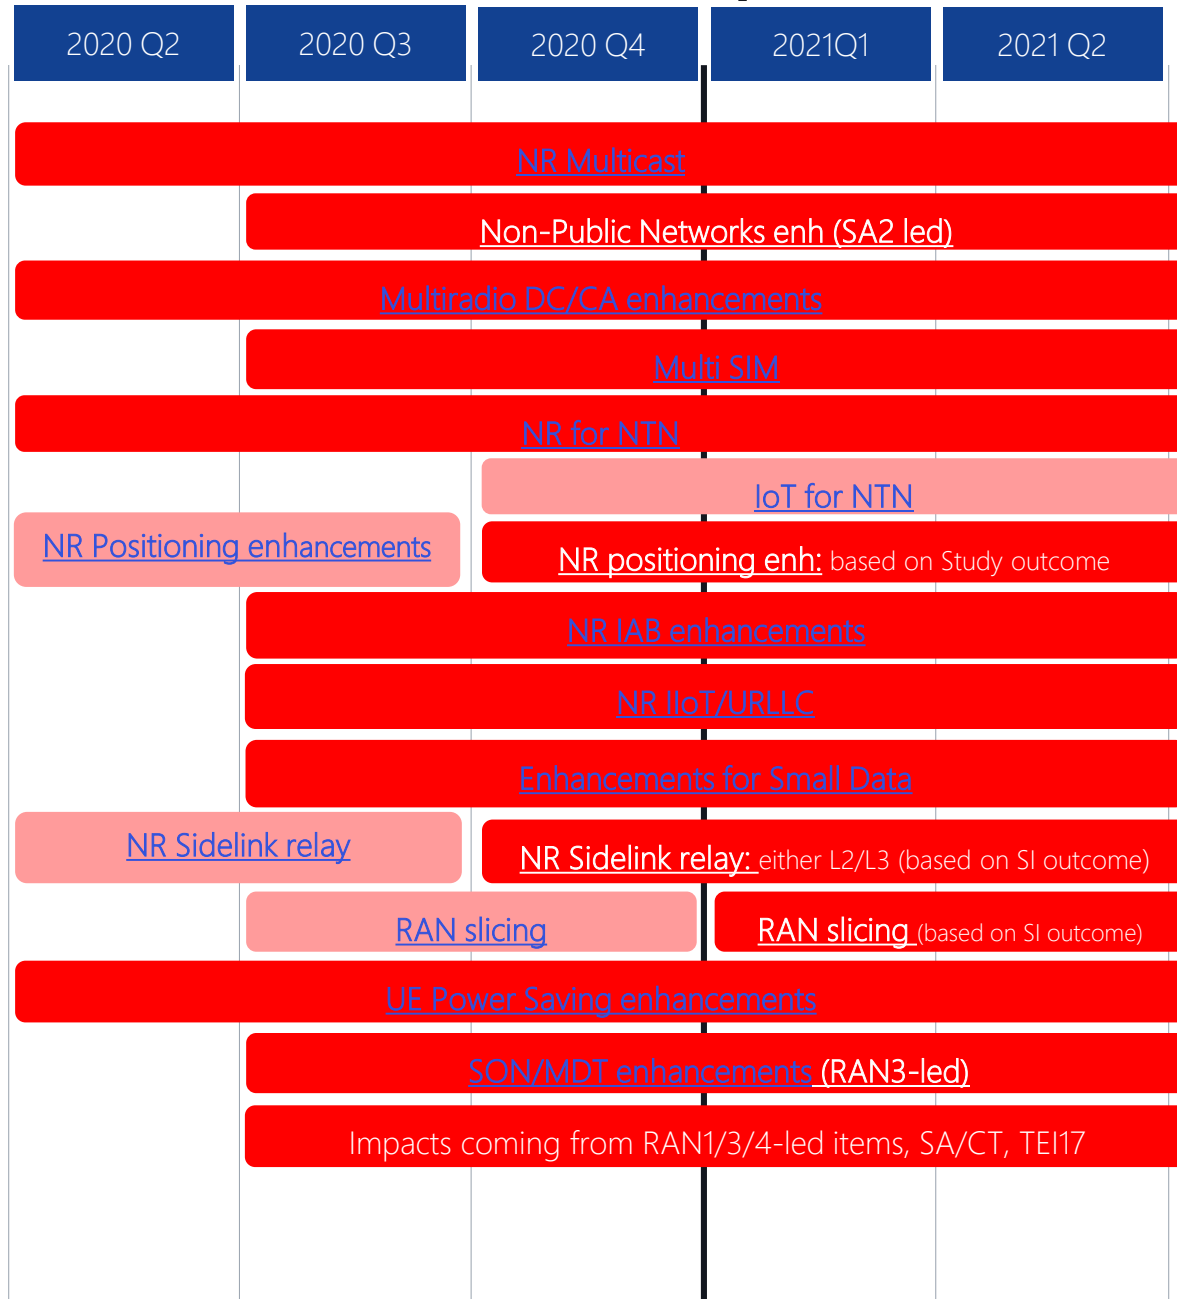 2020 Q2
2020 Q3
2020 Q4
2021Q1
2021 Q2
NR Multicast
Non-Public Networks enh (SA2 led)
Multiradio DC/CA enhancements
Multi SIM
NR for NTN
IoT for NTN
NR Positioning enhancements
NR positioning enh: based on Study outcome
NR IAB enhancements
NR IIoT/URLLC
Enhancements for Small Data
NR Sidelink relay
NR Sidelink relay: either L2/L3 (based on SI outcome)
RAN slicing
RAN slicing (based on SI outcome)
UE Power Saving enhancements
SON/MDT enhancements (RAN3-led)
Impacts coming from RAN1/3/4-led items, SA/CT, TEI17